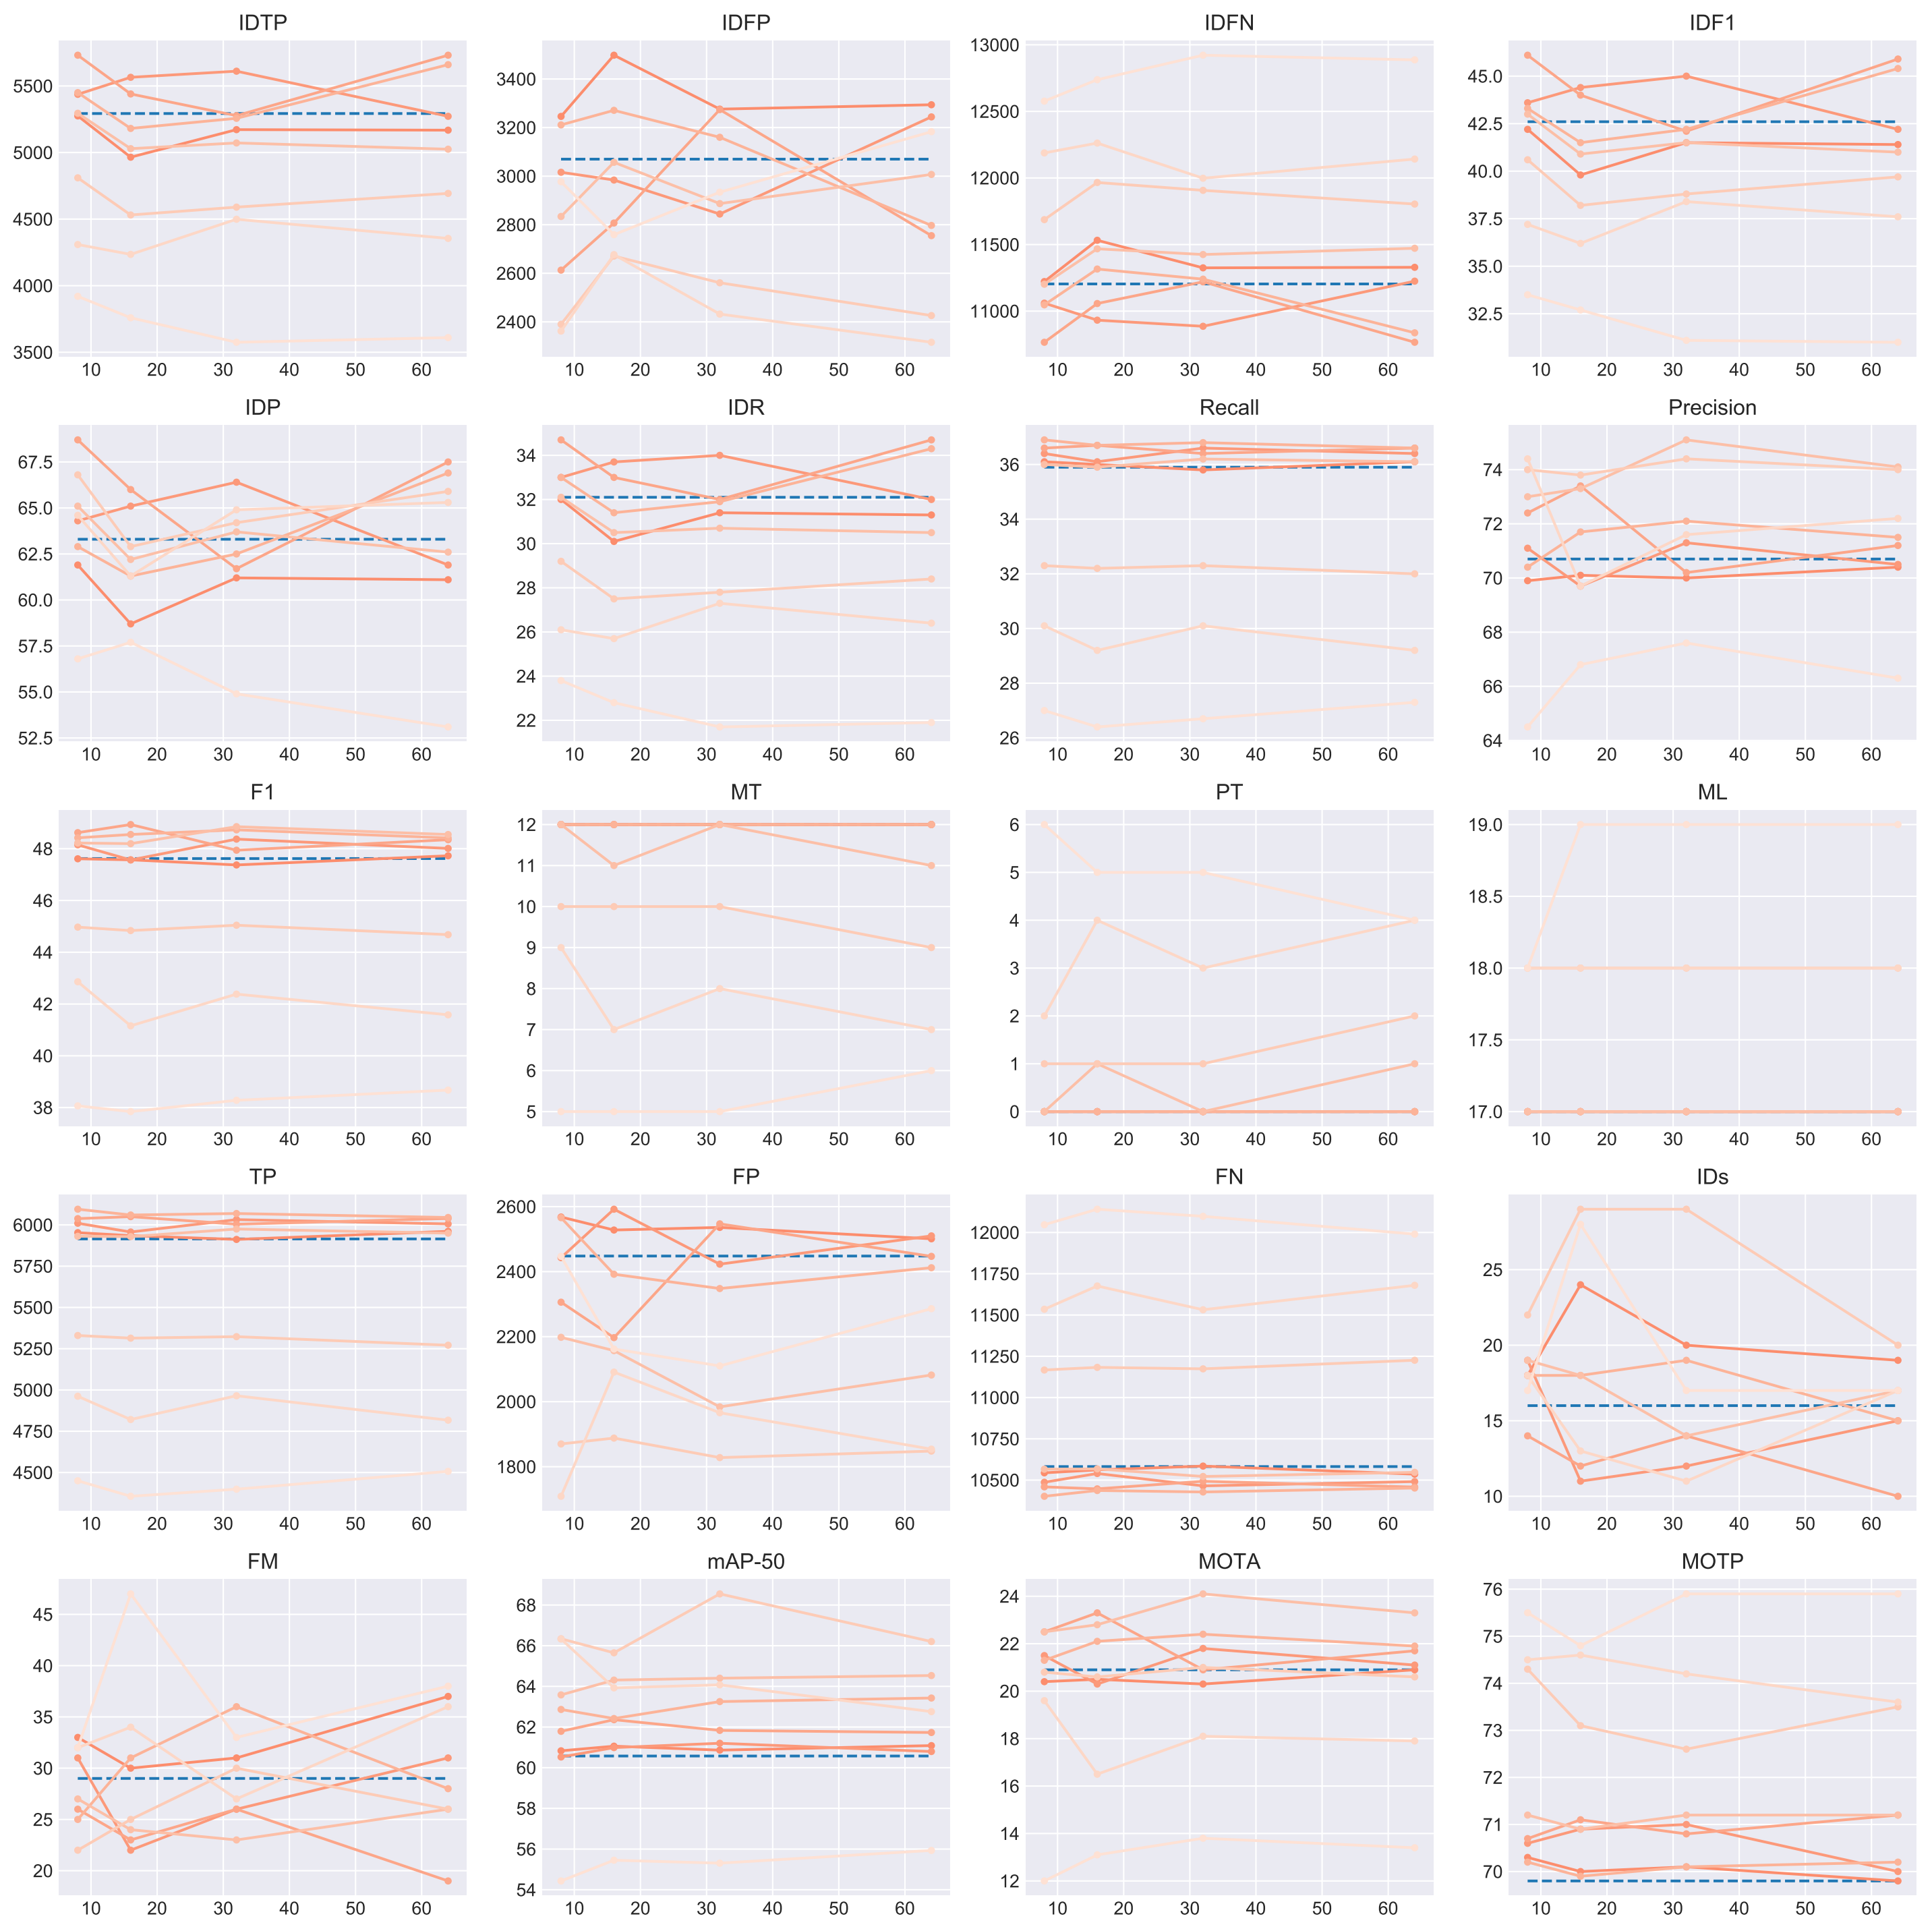 IDTP IDFP IDFN IDF1
5500 3400 13000 45.0
5000 3200 12500 42.5
4500 3000 12000 40.0
4000 2800 11500 37.5
3500 2600 11000 35.0
2400 32.5
10 20 30 40 50 60 10 20 30 40 50 60 10 20 30 40 50 60 10 20 30 40 50 60
IDP IDR Recall Precision
67.5 34 36 74
65.0 32 34 72
62.5 30 32 70
60.0 28 30 68
57.5 26 28 66
55.0 24 26 64
52.5 22
10 20 30 40 50 60 10 20 30 40 50 60 10 20 30 40 50 60 10 20 30 40 50 60
F1 MT PT ML
48 12 6 19.0
46 11 5 18.5
44 10 4 18.0
42 9 3 17.5
40 8 2 17.0
38 7 1
6 0
5
10 20 30 40 50 60 10 20 30 40 50 60 10 20 30 40 50 60 10 20 30 40 50 60
TP FP FN IDs
6000 2600 12000 25
5750 2400 11750 20
5500 2200 11500 15
5250 2000 11250 10
5000 1800 11000
4750 10750
4500 10500
10 20 30 40 50 60 10 20 30 40 50 60 10 20 30 40 50 60 10 20 30 40 50 60
FM mAP-50 MOTA MOTP
45 68 24 76
40 66 22 75
35 64 20 74
30 62 18 73
25 60 16 72
20 58 14 71
56 12 70
54
10 20 30 40 50 60 10 20 30 40 50 60 10 20 30 40 50 60 10 20 30 40 50 60